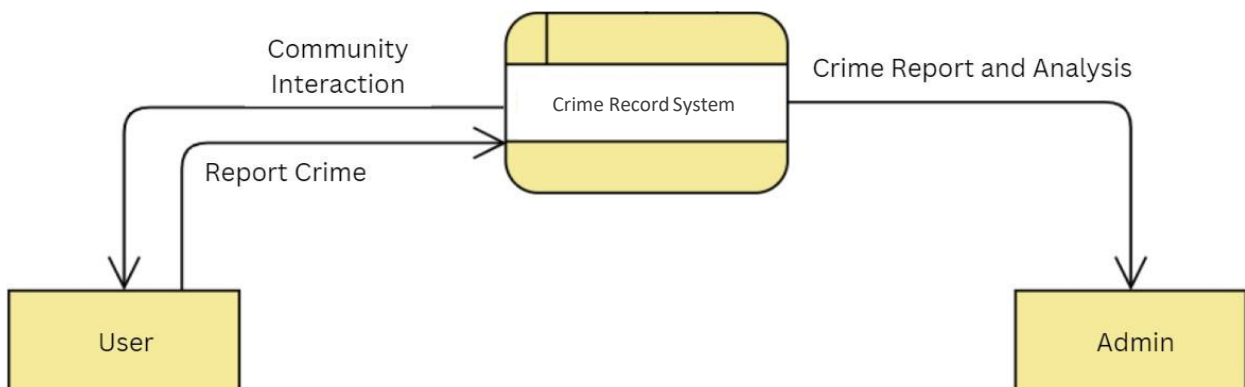 Community
Interaction
Crime Record System
Crime Report and Analysis
Report Crime
User
Admin